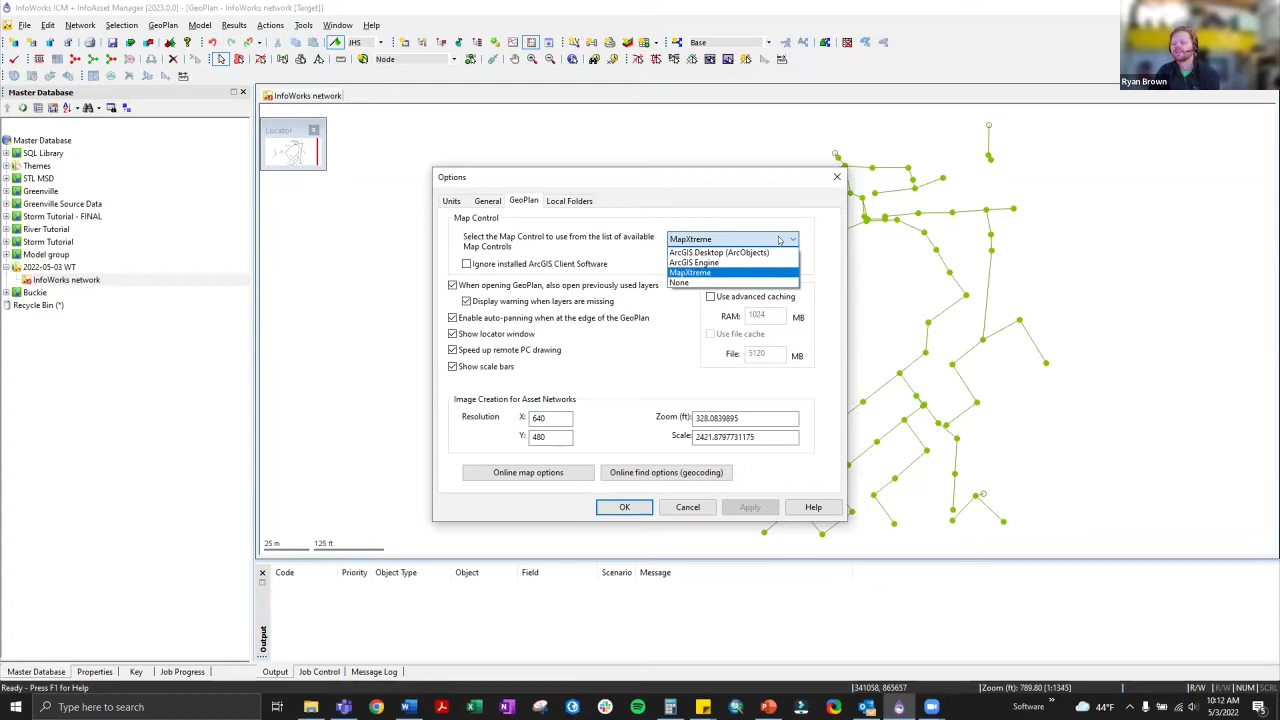 InfoWorks ICM + InfoAsset Manager [2023.0.0] - [GeoPlan - InfoWorks network [Target]]
File Edit Network Selection GeoPlan Model Results Actions Tools Window Help
JHS Base
Node
Ryan Brown
Master Database
InfoWorks network
Locator
Master Database
SQL Library
Themes
STL MSD
Greenville
Greenville Source Data
Storm Tutorial - FINAL
River Tutorial
Storm Tutorial
Model group
2022-05-03 WT
InfoWorks network
Buckie
Recycle Bin (*)
Options
Units General GeoPlan Local Folders
Map Control
Select the Map Control to use from the list of available
Map Controls
MapXtreme
ArcGIS Desktop (ArcObjects)
ArcGIS Engine
MapXtreme
None
Ignore installed ArcGIS Client Software
When opening GeoPlan, also open previously used layers
Display warning when layers are missing
Enable auto-panning when at the edge of the GeoPlan
Show locator window
Speed up remote PC drawing
Show scale bars
Use advanced caching
RAM: 1024 MB
Use file cache
File: 5120 MB
Image Creation for Asset Networks
Resolution X: 640 Zoom (ft): 328.0839895
Y: 480 Scale: 2421.8797731175
Online map options Online find options (geocoding)
OK Cancel Apply Help
25 m 125 ft
Code Priority Object Type Object Field Scenario Message
Output
Master Database Properties Key Job Progress Output Job Control Message Log
Ready - Press F1 for Help 341058, 865657 Zoom (ft): 789.80 [1:1345] R/W R/W NUM SCRL
Type here to search Software 44°F 10:12 AM
5/3/2022